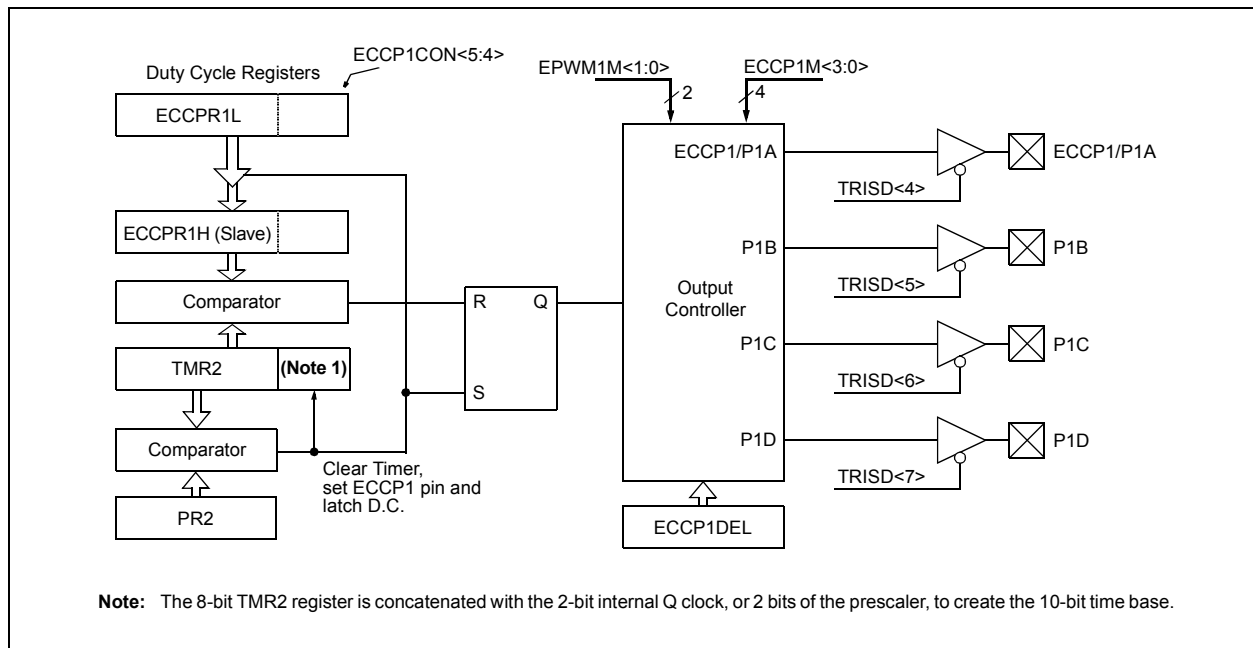 ECCP1CON<5:4>
Duty Cycle Registers
ECCPR1L
ECCPR1H (Slave)
Comparator
TMR2
(Note 1)
Comparator
PR2
Clear Timer,
set ECCP1 pin and
latch D.C.
R
Q
S
EPWM1M<1:0>
2
ECCP1M<3:0>
4
ECCP1/P1A
P1B
Output
Controller
P1C
P1D
ECCP1DEL
TRISD<4>
ECCP1/P1A
TRISD<5>
P1B
TRISD<6>
P1C
TRISD<7>
P1D
Note: The 8-bit TMR2 register is concatenated with the 2-bit internal Q clock, or 2 bits of the prescaler, to create the 10-bit time base.